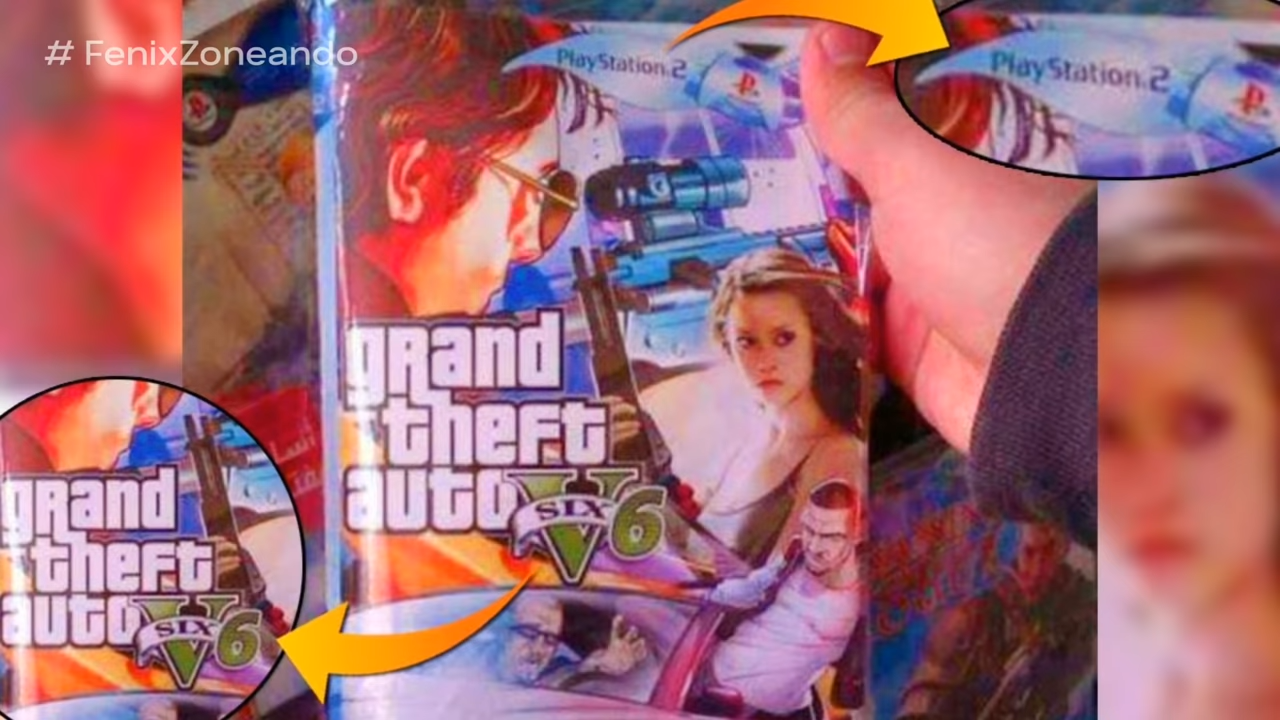 # FenixZoneando
PlayStation.2
PlayStation.2
grand
theft
auto V
SIX 6
grand
theft
auto V
SIX 6